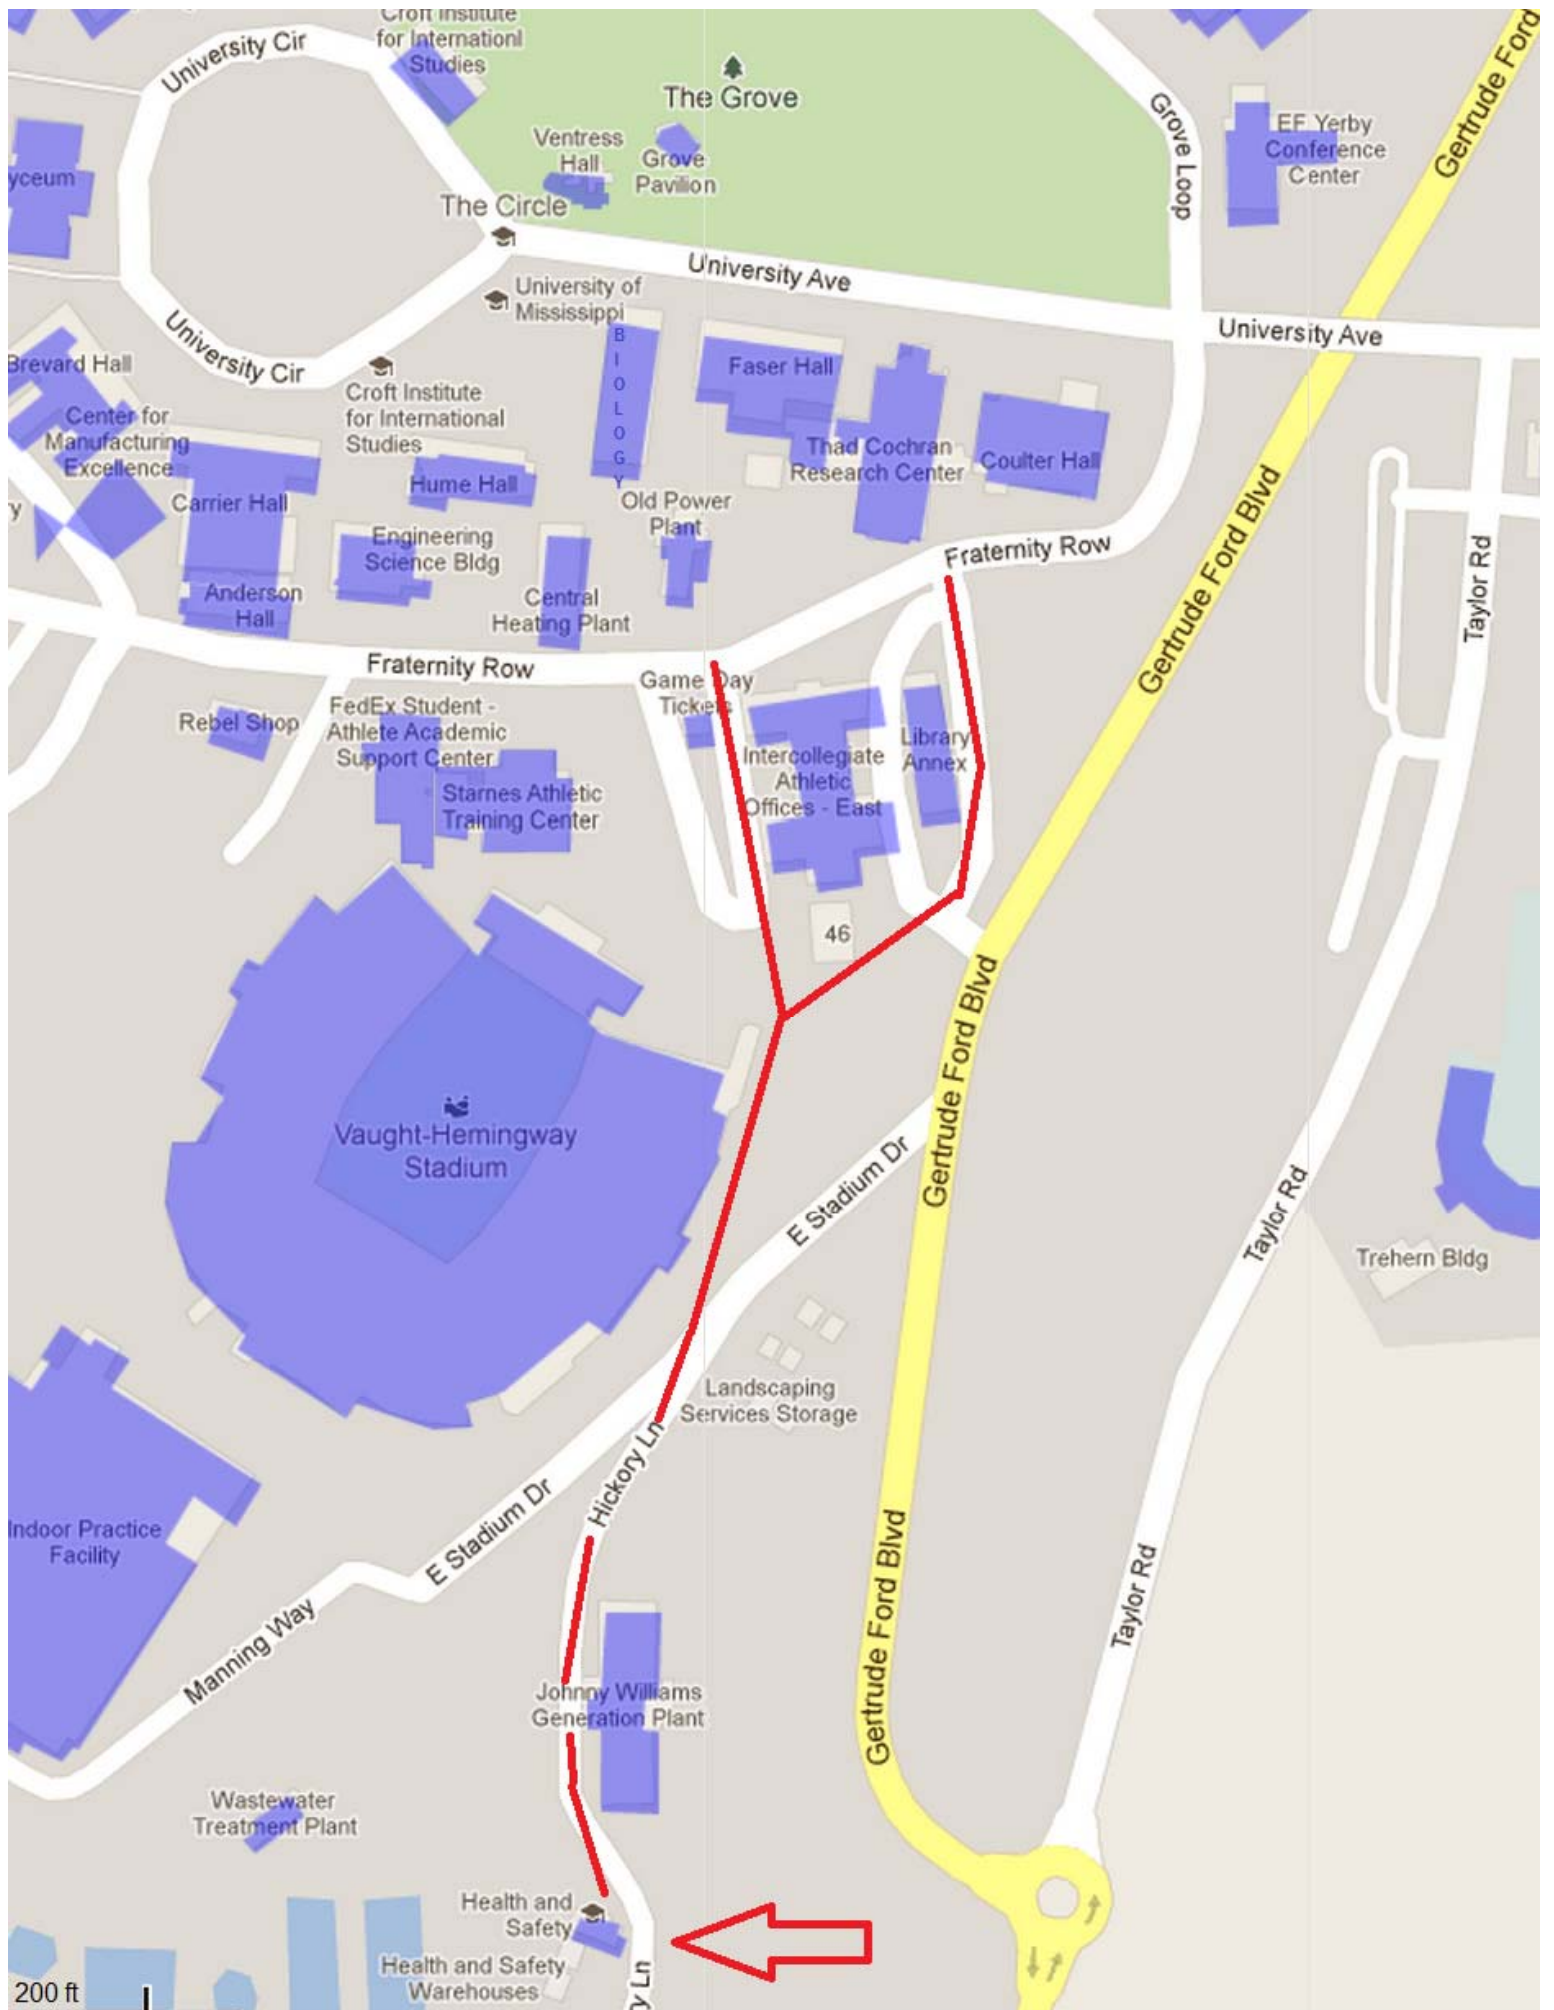 Croft Institute
for Internationl
Studies
University Cir
The Grove
Grove Loop
EF Yerby
Conference
Center
Gertrude Ford
Gertrude Ford
Ventress
Hall
Grove
Pavilion
yceum
The Circle
University Ave
University of
Mississippi
University Ave
University Cir
BIOLOGY
Brevard Hall
Faser Hall
Croft Institute
for International
Studies
Center for
Manufacturing
Excellence
Thad Cochran
Research Center
Coulter Hall
Hume Hall
Carrier Hall
ry
Old Power
Plant
Gertrude Ford Blvd
Engineering
Science Bldg
Fraternity Row
Taylor Rd
Anderson
Hall
Central
Heating Plant
Fraternity Row
Game Day
Tickets
Rebel Shop
FedEx Student -
Athlete Academic
Support Center
Library
Annex
Intercollegiate
Athletic
Offices - East
Starnes Athletic
Training Center
46
Gertrude Ford Blvd
Vaught-Hemingway
Stadium
E Stadium Dr
Taylor Rd
Trehern Bldg
Landscaping
Services Storage
Hickory Ln
E Stadium Dr
Indoor Practice
Facility
Gertrude Ford Blvd
Taylor Rd
Manning Way
Johnny Williams
Generation Plant
Wastewater
Treatment Plant
Health and
Safety
Health and Safety
Warehouses
y Ln
200 ft